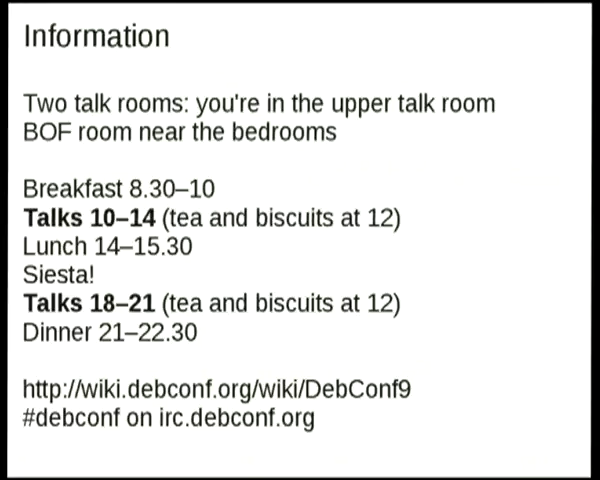 Information
Two talk rooms: you're in the upper talk room
BOF room near the bedrooms
Breakfast 8.30–10
Talks 10–14 (tea and biscuits at 12)
Lunch 14–15.30
Siesta!
Talks 18–21 (tea and biscuits at 12)
Dinner 21–22.30
http://wiki.debconf.org/wiki/DebConf9
#debconf on irc.debconf.org